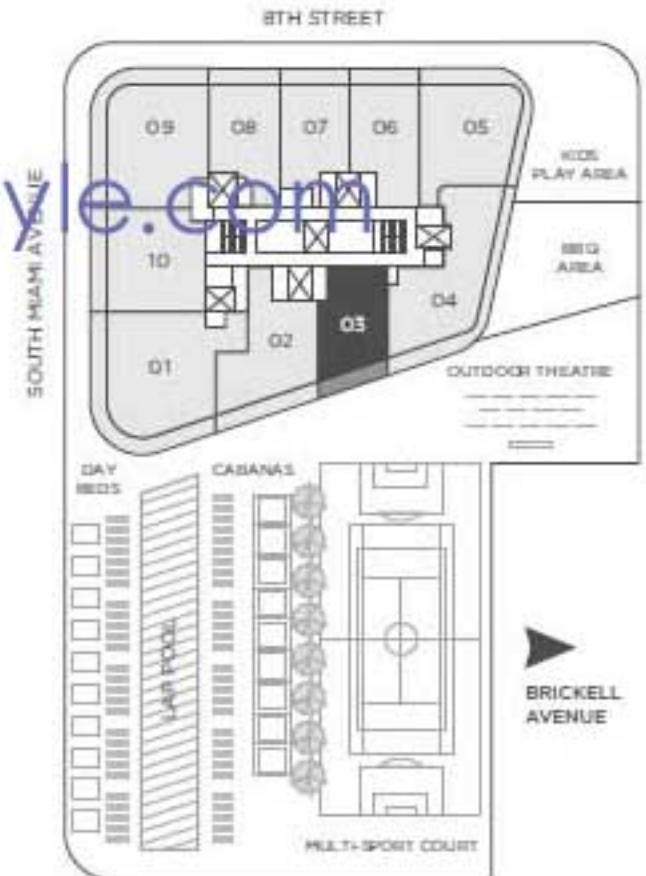 8TH STREET
09
08
07
06
05
KIDS
PLAY AREA
yle.com
SOUTH MIAMI AVENUE
10
BBQ
AREA
04
03
02
01
OUTDOOR THEATRE
DAY
BEDS
CABANAS
LAP POOL
BRICKELL
AVENUE
MULTI-SPORT COURT